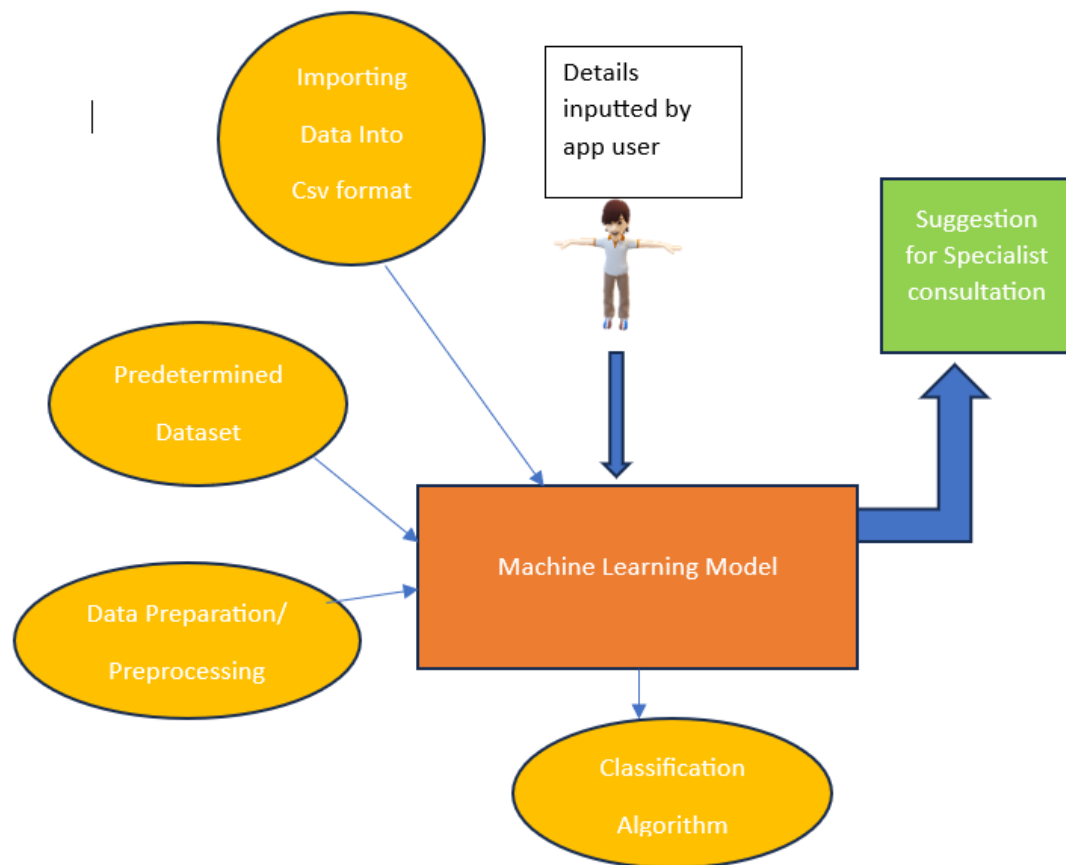 Importing
Data Into
Csv format
Details
inputted by
app user
Suggestion
for Specialist
consultation
Predetermined
Dataset
Machine Learning Model
Data Preparation/
Preprocessing
Classification
Algorithm